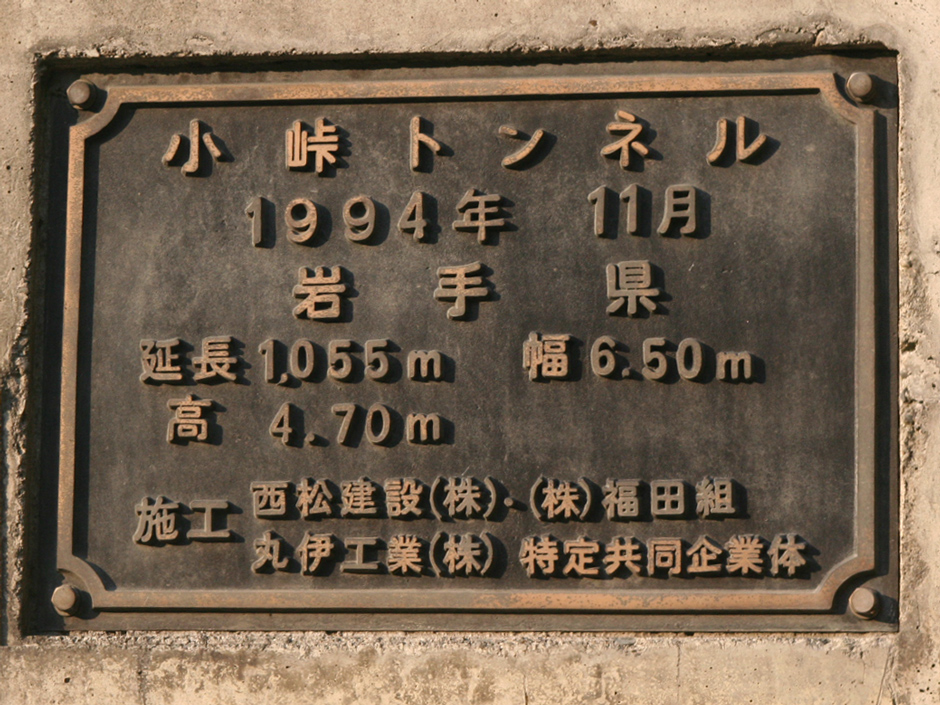 小峠トンネル
1994年 11月
岩手県
延長 1,055m 幅 6.50m
高 4.70m
施工 西松建設(株)・(株)福田組
丸伊工業(株) 特定共同企業体